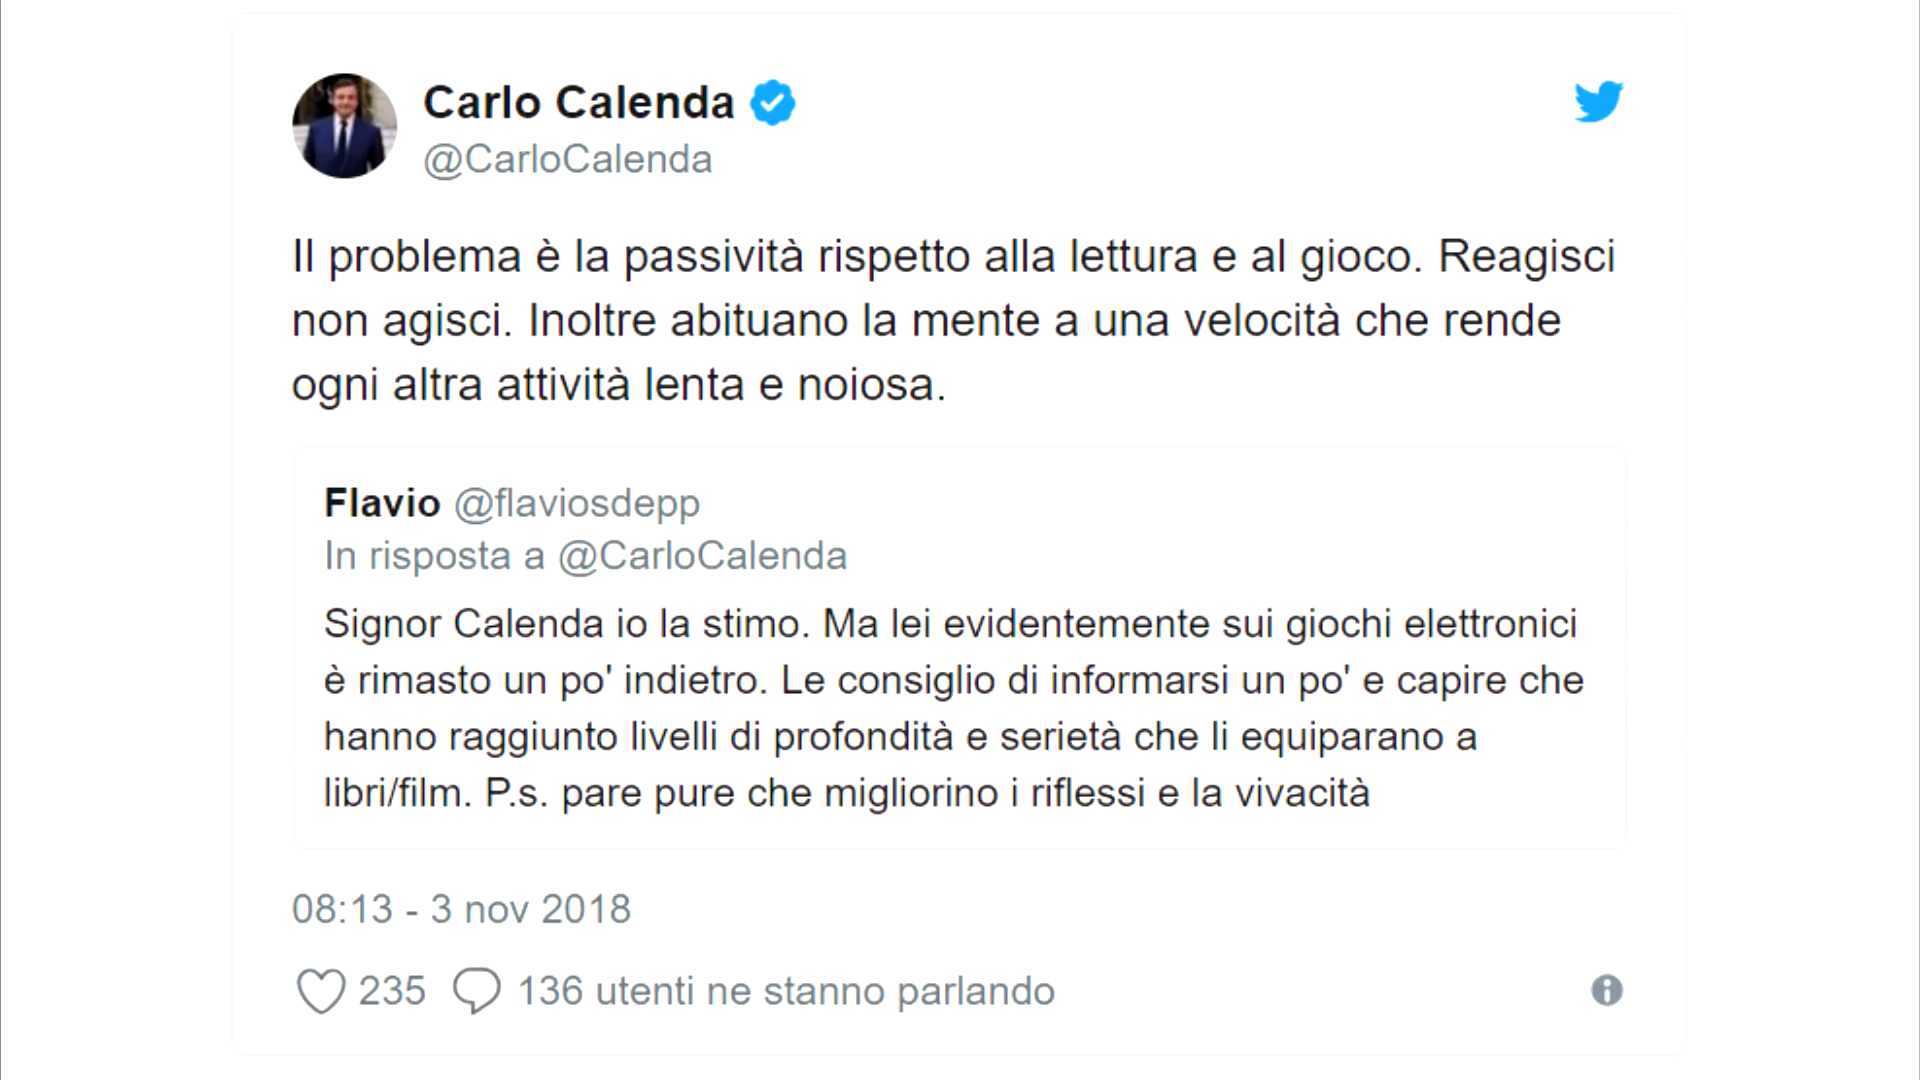 Carlo Calenda
@CarloCalenda
Il problema è la passività rispetto alla lettura e al gioco. Reagisci
non agisci. Inoltre abituano la mente a una velocità che rende
ogni altra attività lenta e noiosa.
Flavio @flaviosdepp
In risposta a @CarloCalenda
Signor Calenda io la stimo. Ma lei evidentemente sui giochi elettronici
è rimasto un po' indietro. Le consiglio di informarsi un po' e capire che
hanno raggiunto livelli di profondità e serietà che li equiparano a
libri/film. P.s. pare pure che migliorino i riflessi e la vivacità
08:13 - 3 nov 2018
235 136 utenti ne stanno parlando